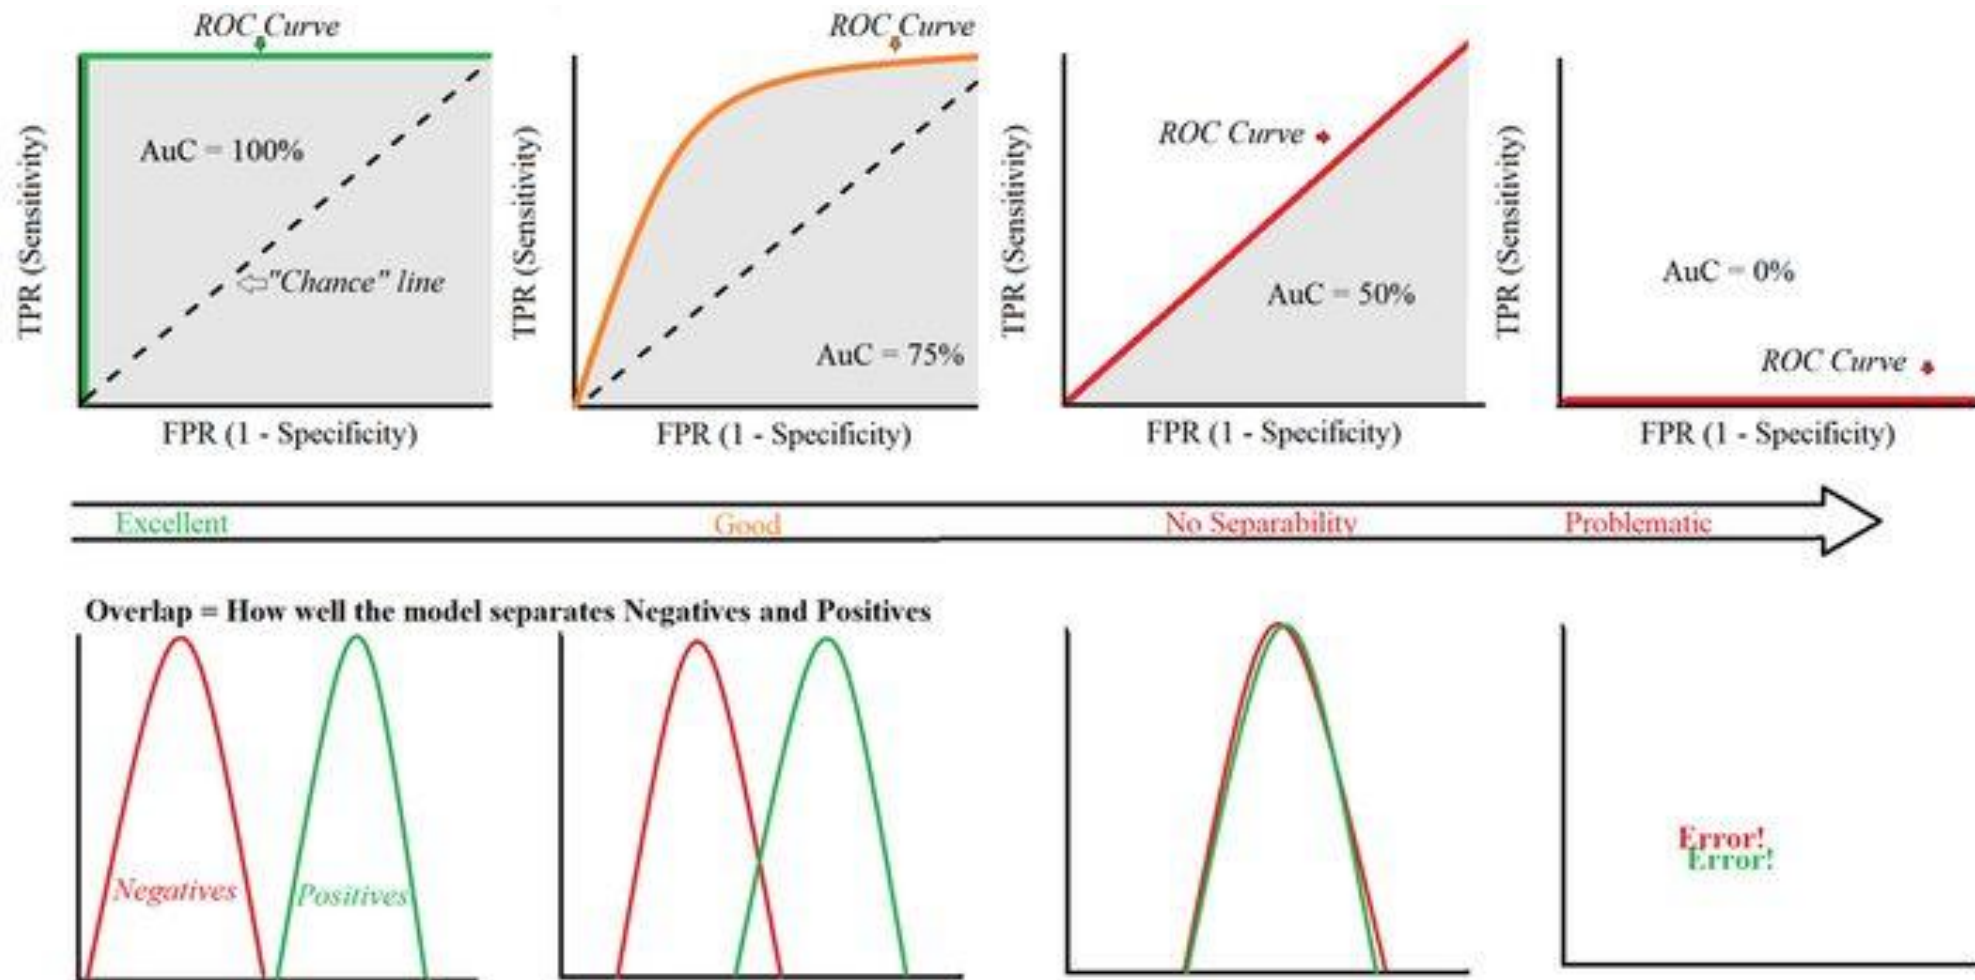 ROC Curve
TPR (Sensitivity)
AuC = 100%
"Chance" line
FPR (1 - Specificity)
ROC Curve
TPR (Sensitivity)
AuC = 75%
FPR (1 - Specificity)
TPR (Sensitivity)
ROC Curve
AuC = 50%
FPR (1 - Specificity)
TPR (Sensitivity)
AuC = 0%
ROC Curve
FPR (1 - Specificity)
Excellent
Good
No Separability
Problematic
Overlap = How well the model separates Negatives and Positives
Negatives
Positives
Error!
Error!